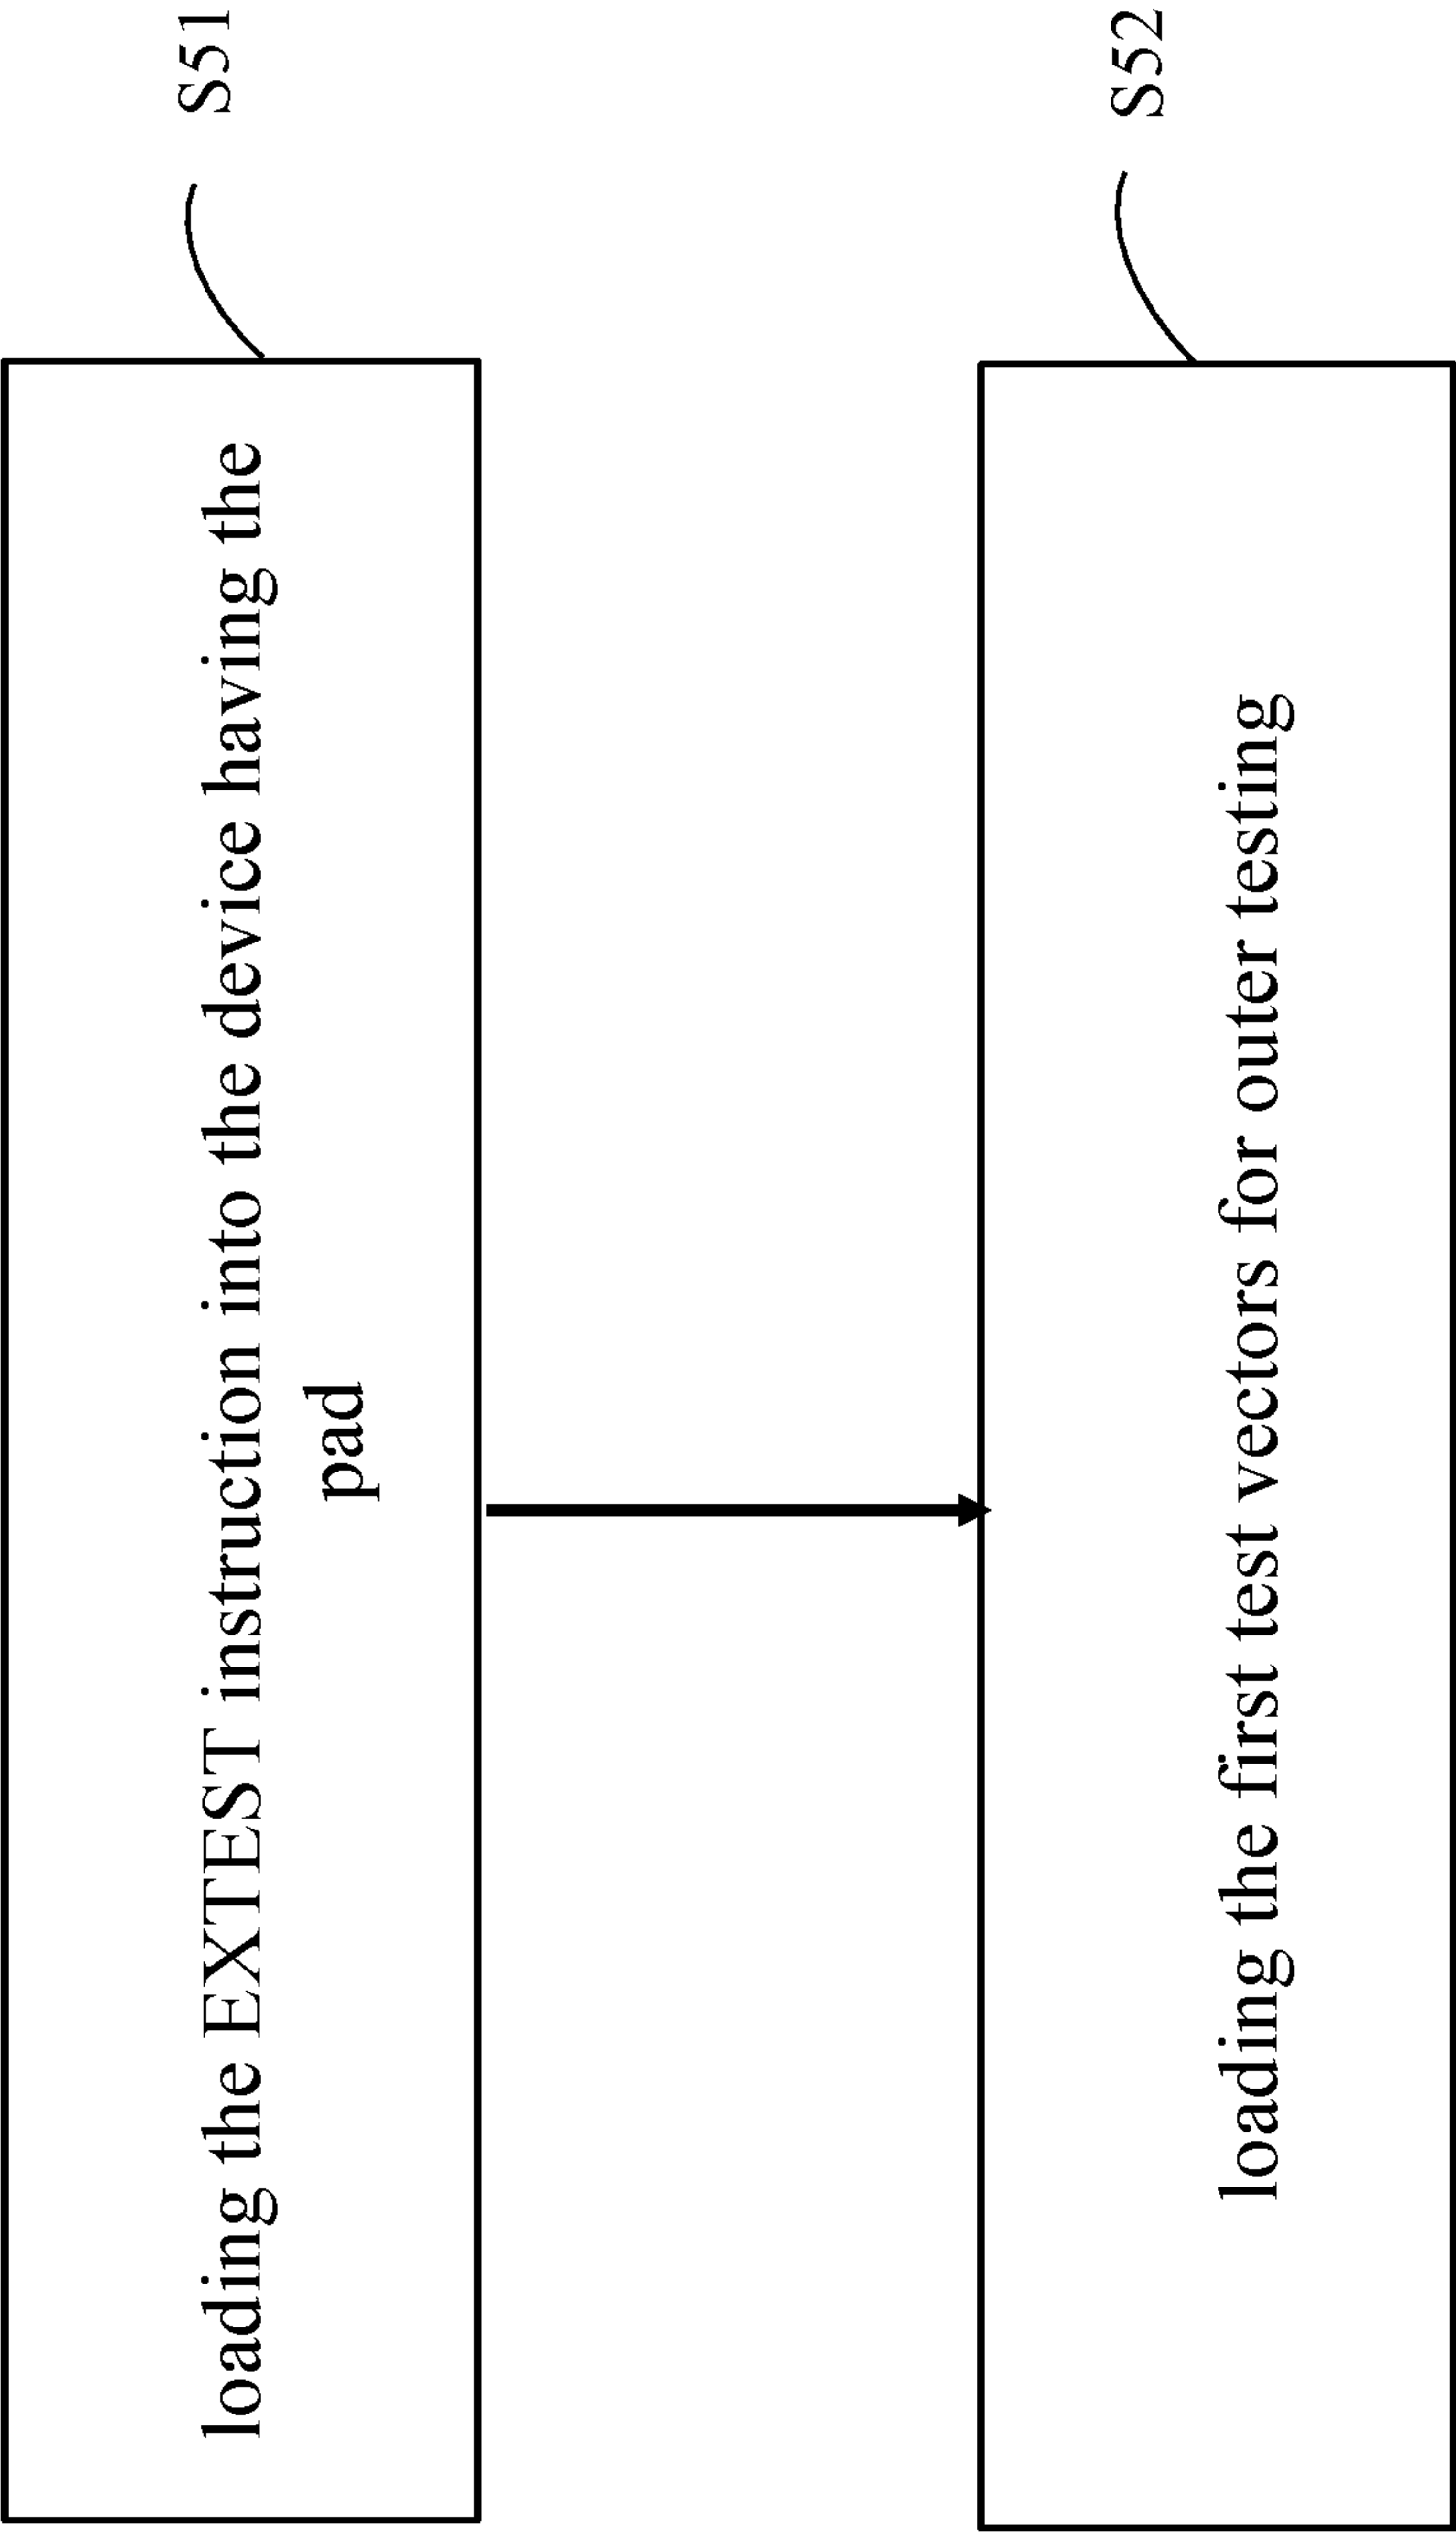 loading the EXTEST instruction into the device having the
pad
S51
loading the first test vectors for outer testing
S52